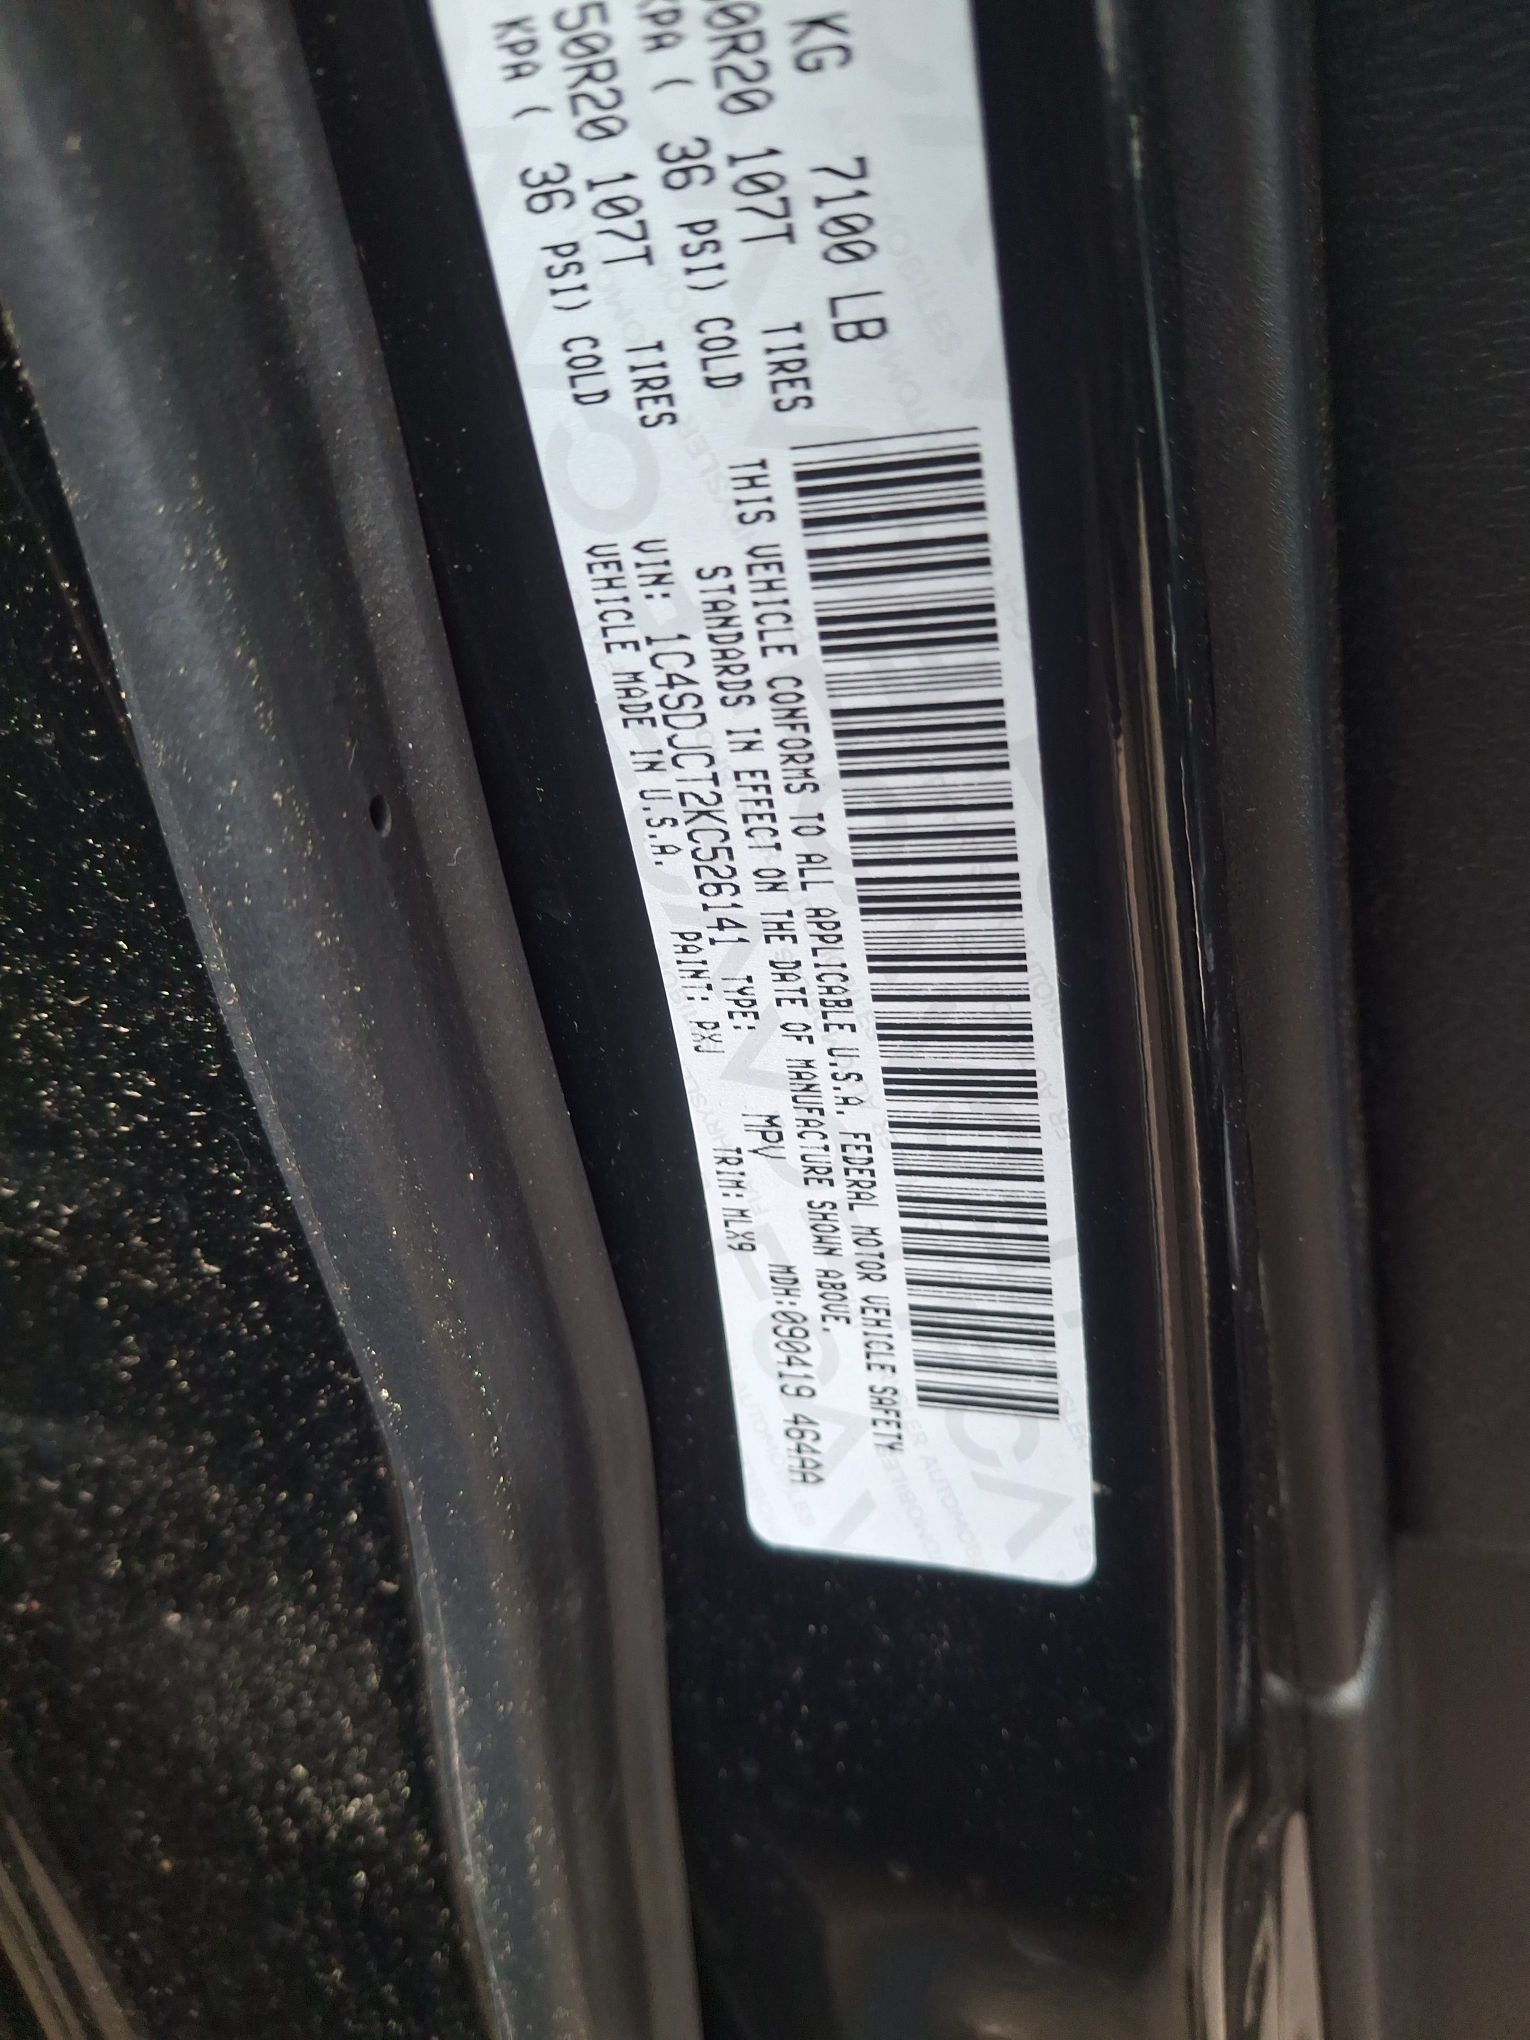 KG 7100 LB
0R20 107T TIRES
KPA ( 36 PSI) COLD
50R20 107T TIRES
KPA ( 36 PSI) COLD
THIS VEHICLE CONFORMS TO ALL APPLICABLE U.S.A. FEDERAL MOTOR VEHICLE SAFETY
STANDARDS IN EFFECT ON THE DATE OF MANUFACTURE SHOWN ABOVE.
VIN: 1C4SDJCT2KC526141 TYPE: MPV MDH:090419 464AA
VEHICLE MADE IN U.S.A. PAINT: PXJ TRIM:MLX9